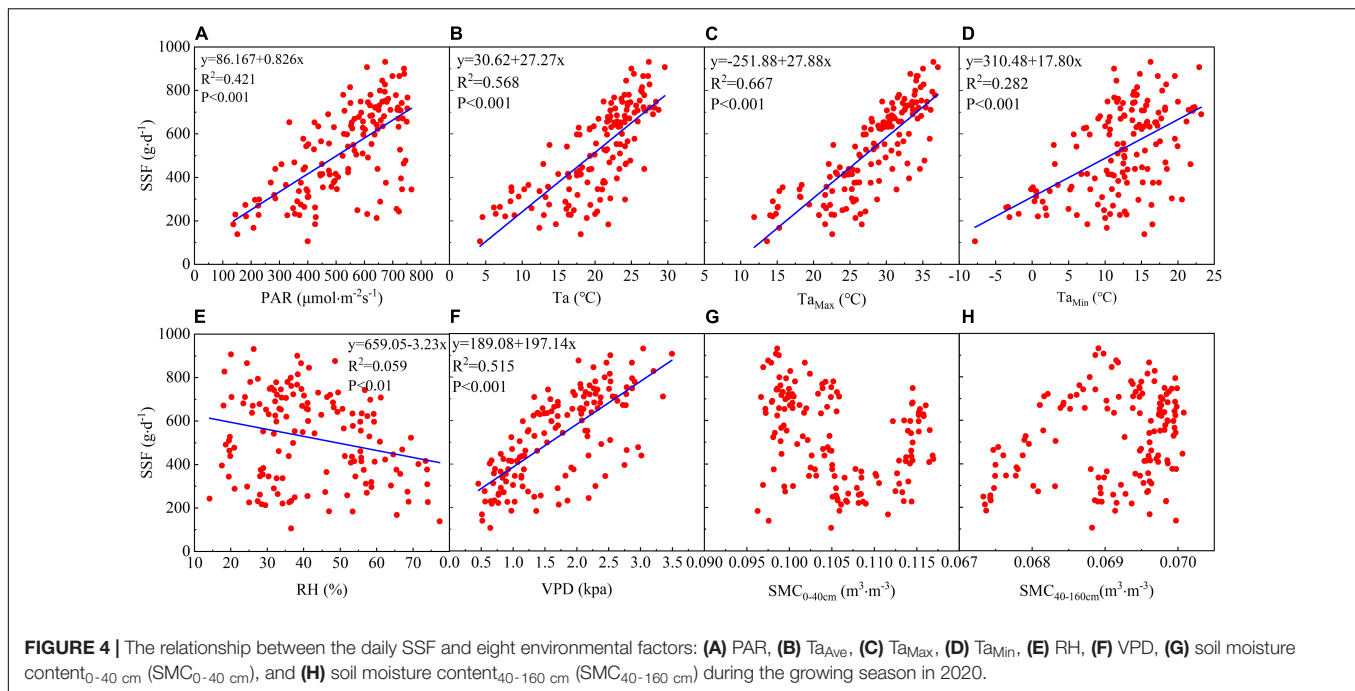 A
B
C
D
1000
800
600
400
200
0
SSF (g·d⁻¹)
y=86.167+0.826x
R²=0.421
P<0.001
y=30.62+27.27x
R²=0.568
P<0.001
y=-251.88+27.88x
R²=0.667
P<0.001
y=310.48+17.80x
R²=0.282
P<0.001
0 100 200 300 400 500 600 700 800
0 5 10 15 20 25 30
5 10 15 20 25 30 35
-10 -5 0 5 10 15 20 25
PAR (μmol·m⁻²s⁻¹)
Ta (°C)
Ta_Max (°C)
Ta_Min (°C)
E
F
G
H
1000
800
600
400
200
0
SSF (g·d⁻¹)
y=659.05-3.23x
R²=0.059
P<0.01
y=189.08+197.14x
R²=0.515
P<0.001
10 20 30 40 50 60 70
0.0 0.5 1.0 1.5 2.0 2.5 3.0 3.5
0.090 0.095 0.100 0.105 0.110 0.115
0.067 0.068 0.069 0.070
RH (%)
VPD (kpa)
SMC₀₋₄₀cm (m³·m⁻³)
SMC₄₀₋₁₆₀cm(m³·m⁻³)
FIGURE 4 | The relationship between the daily SSF and eight environmental factors: (A) PAR, (B) Ta_Ave, (C) Ta_Max, (D) Ta_Min, (E) RH, (F) VPD, (G) soil moisture
content₀₋₄₀ cm (SMC₀₋₄₀ cm), and (H) soil moisture content₄₀₋₁₆₀ cm (SMC₄₀₋₁₆₀ cm) during the growing season in 2020.